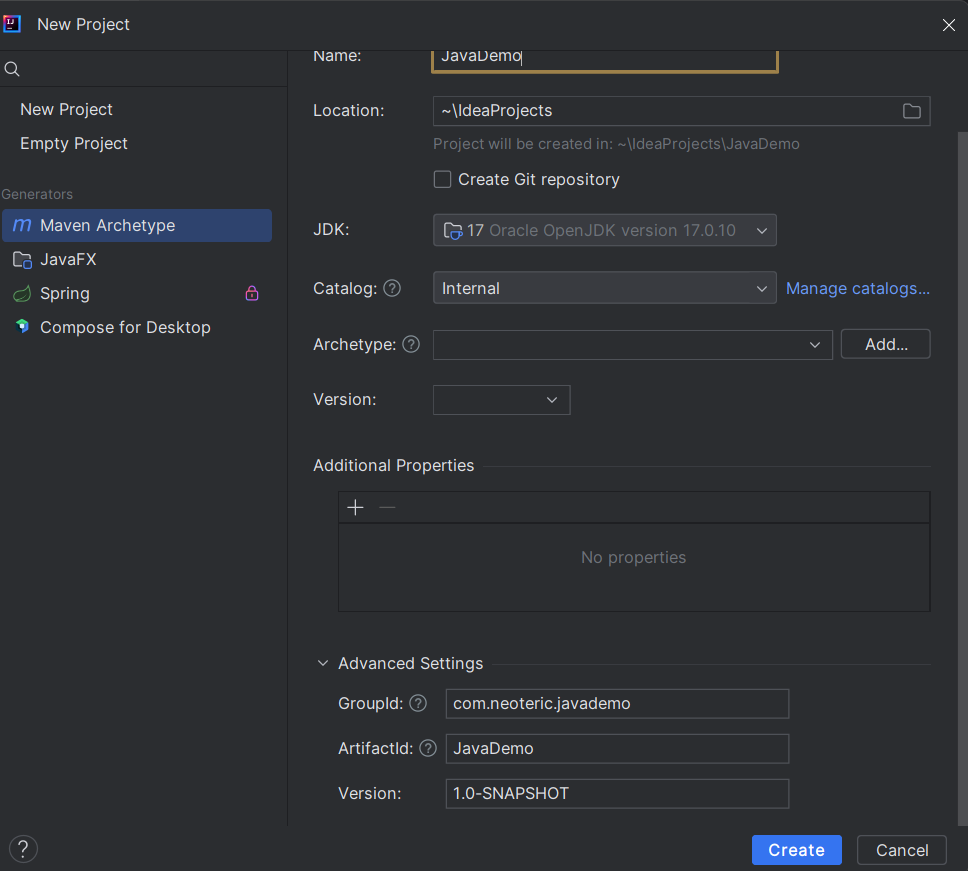 New Project
New Project
Empty Project
Generators
Maven Archetype
JavaFX
Spring
Compose for Desktop
Name: JavaDemo
Location: ~\IdeaProjects
Project will be created in: ~\IdeaProjects\JavaDemo
Create Git repository
JDK: 17 Oracle OpenJDK version 17.0.10
Catalog: ? Internal Manage catalogs...
Archetype: ? Add...
Version:
Additional Properties
No properties
Advanced Settings
GroupId: ? com.neoteric.javademo
ArtifactId: ? JavaDemo
Version: 1.0-SNAPSHOT
? Create Cancel